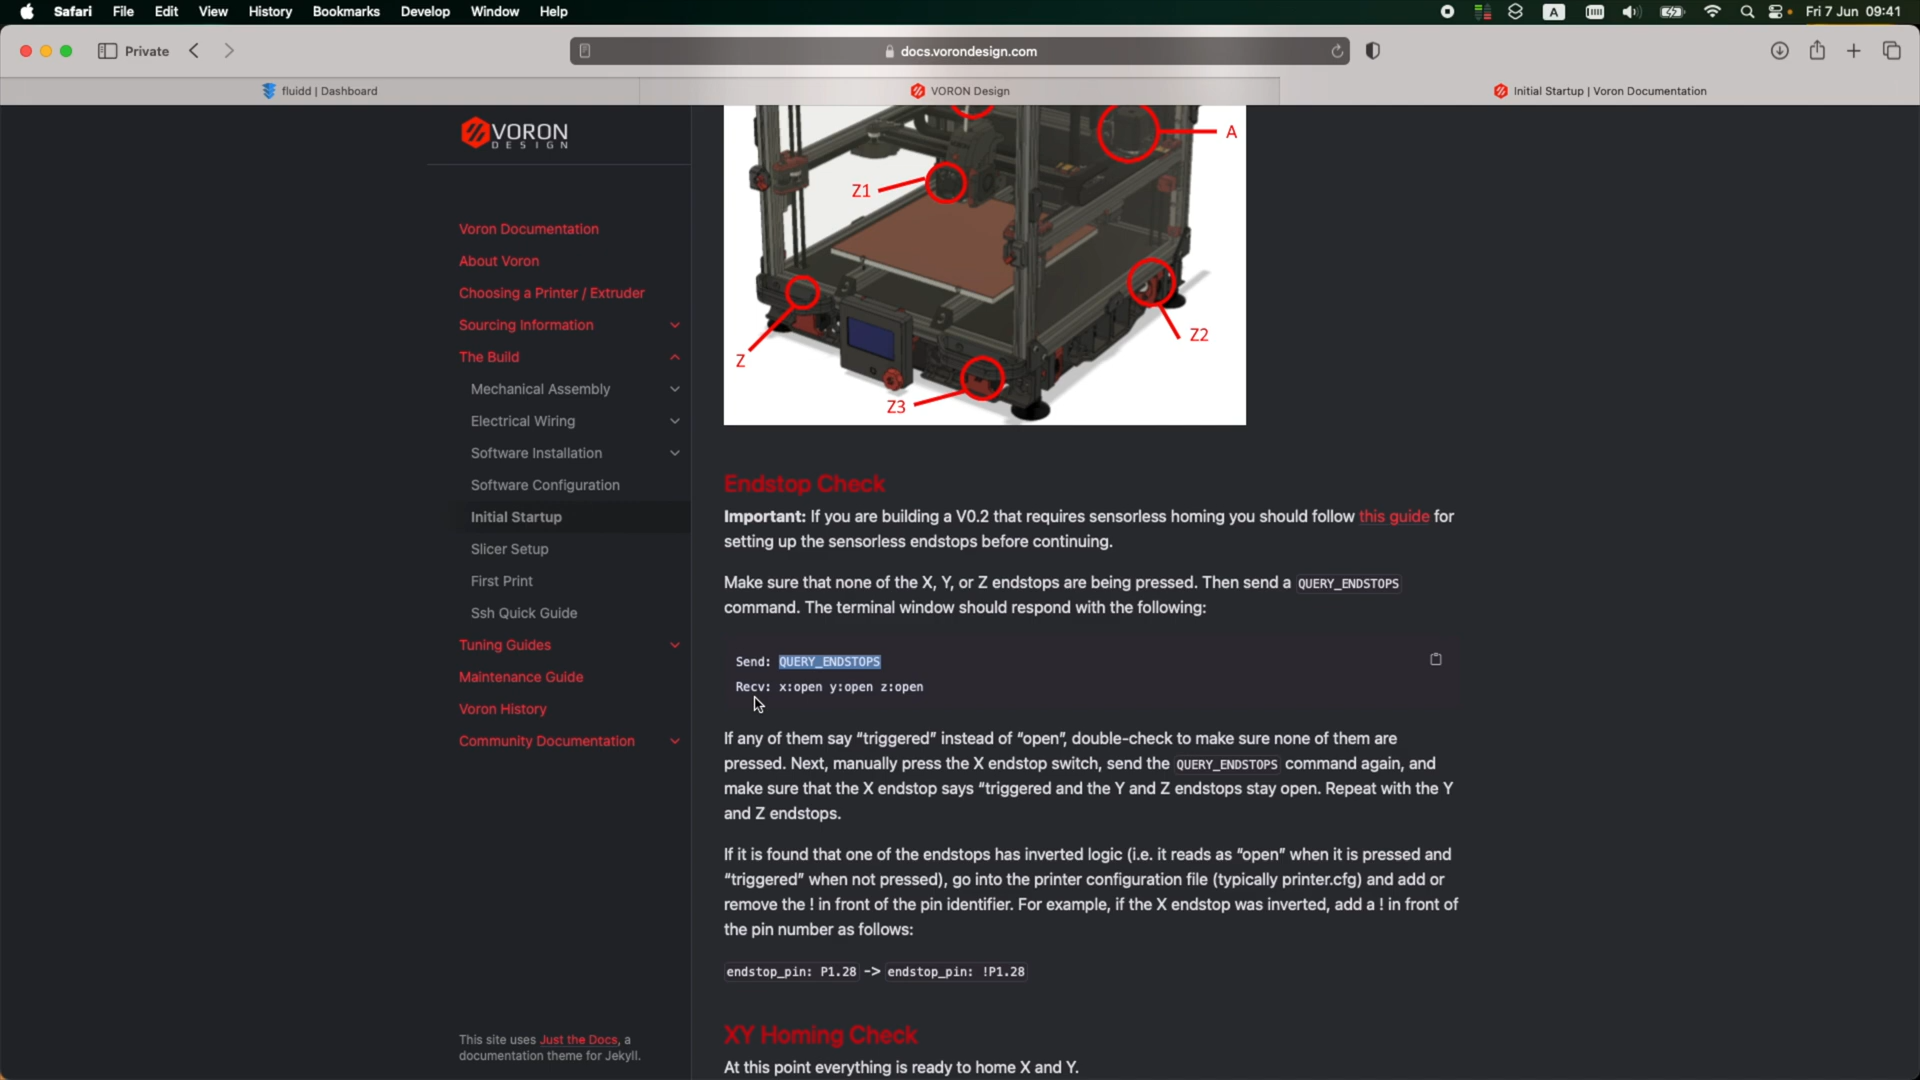 Safari File Edit View History Bookmarks Develop Window Help
A
Fri 7 Jun 09:41
Private
docs.vorondesign.com
fluidd | Dashboard
VORON Design
Initial Startup | Voron Documentation
VORON
DESIGN
Voron Documentation
About Voron
Choosing a Printer / Extruder
Sourcing Information
The Build
Mechanical Assembly
Electrical Wiring
Software Installation
Software Configuration
Initial Startup
Slicer Setup
First Print
Ssh Quick Guide
Tuning Guides
Maintenance Guide
Voron History
Community Documentation
This site uses Just the Docs, a
documentation theme for Jekyll.
A
Z1
Z2
Z
Z3
Endstop Check
Important: If you are building a V0.2 that requires sensorless homing you should follow this guide for
setting up the sensorless endstops before continuing.
Make sure that none of the X, Y, or Z endstops are being pressed. Then send a QUERY_ENDSTOPS
command. The terminal window should respond with the following:
Send: QUERY_ENDSTOPS
Recv: x:open y:open z:open
If any of them say “triggered” instead of “open”, double-check to make sure none of them are
pressed. Next, manually press the X endstop switch, send the QUERY_ENDSTOPS command again, and
make sure that the X endstop says “triggered and the Y and Z endstops stay open. Repeat with the Y
and Z endstops.
If it is found that one of the endstops has inverted logic (i.e. it reads as “open” when it is pressed and
“triggered” when not pressed), go into the printer configuration file (typically printer.cfg) and add or
remove the ! in front of the pin identifier. For example, if the X endstop was inverted, add a ! in front of
the pin number as follows:
endstop_pin: P1.28 -> endstop_pin: !P1.28
XY Homing Check
At this point everything is ready to home X and Y.